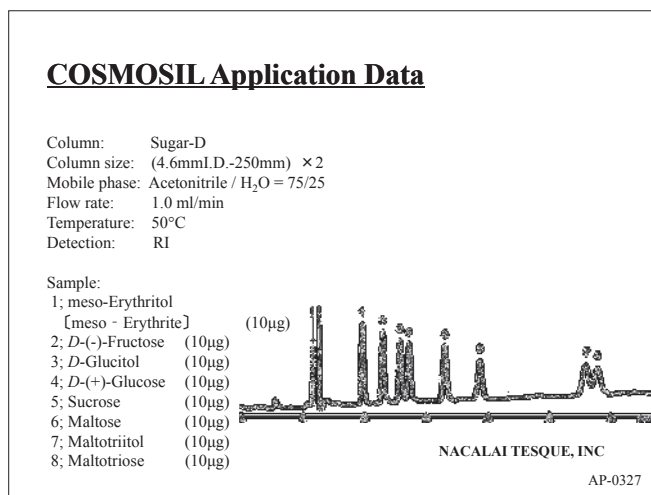 COSMOSIL Application Data
Column: Sugar-D
Column size: (4.6mmI.D.-250mm) ×2
Mobile phase: Acetonitrile / H₂O = 75/25
Flow rate: 1.0 ml/min
Temperature: 50°C
Detection: RI
Sample:
1; meso-Erythritol
〔meso‐Erythrite〕 (10μg)
2; D-(-)-Fructose (10μg)
3; D-Glucitol (10μg)
4; D-(+)-Glucose (10μg)
5; Sucrose (10μg)
6; Maltose (10μg)
7; Maltotriitol (10μg)
8; Maltotriose (10μg)
NACALAI TESQUE, INC
AP-0327